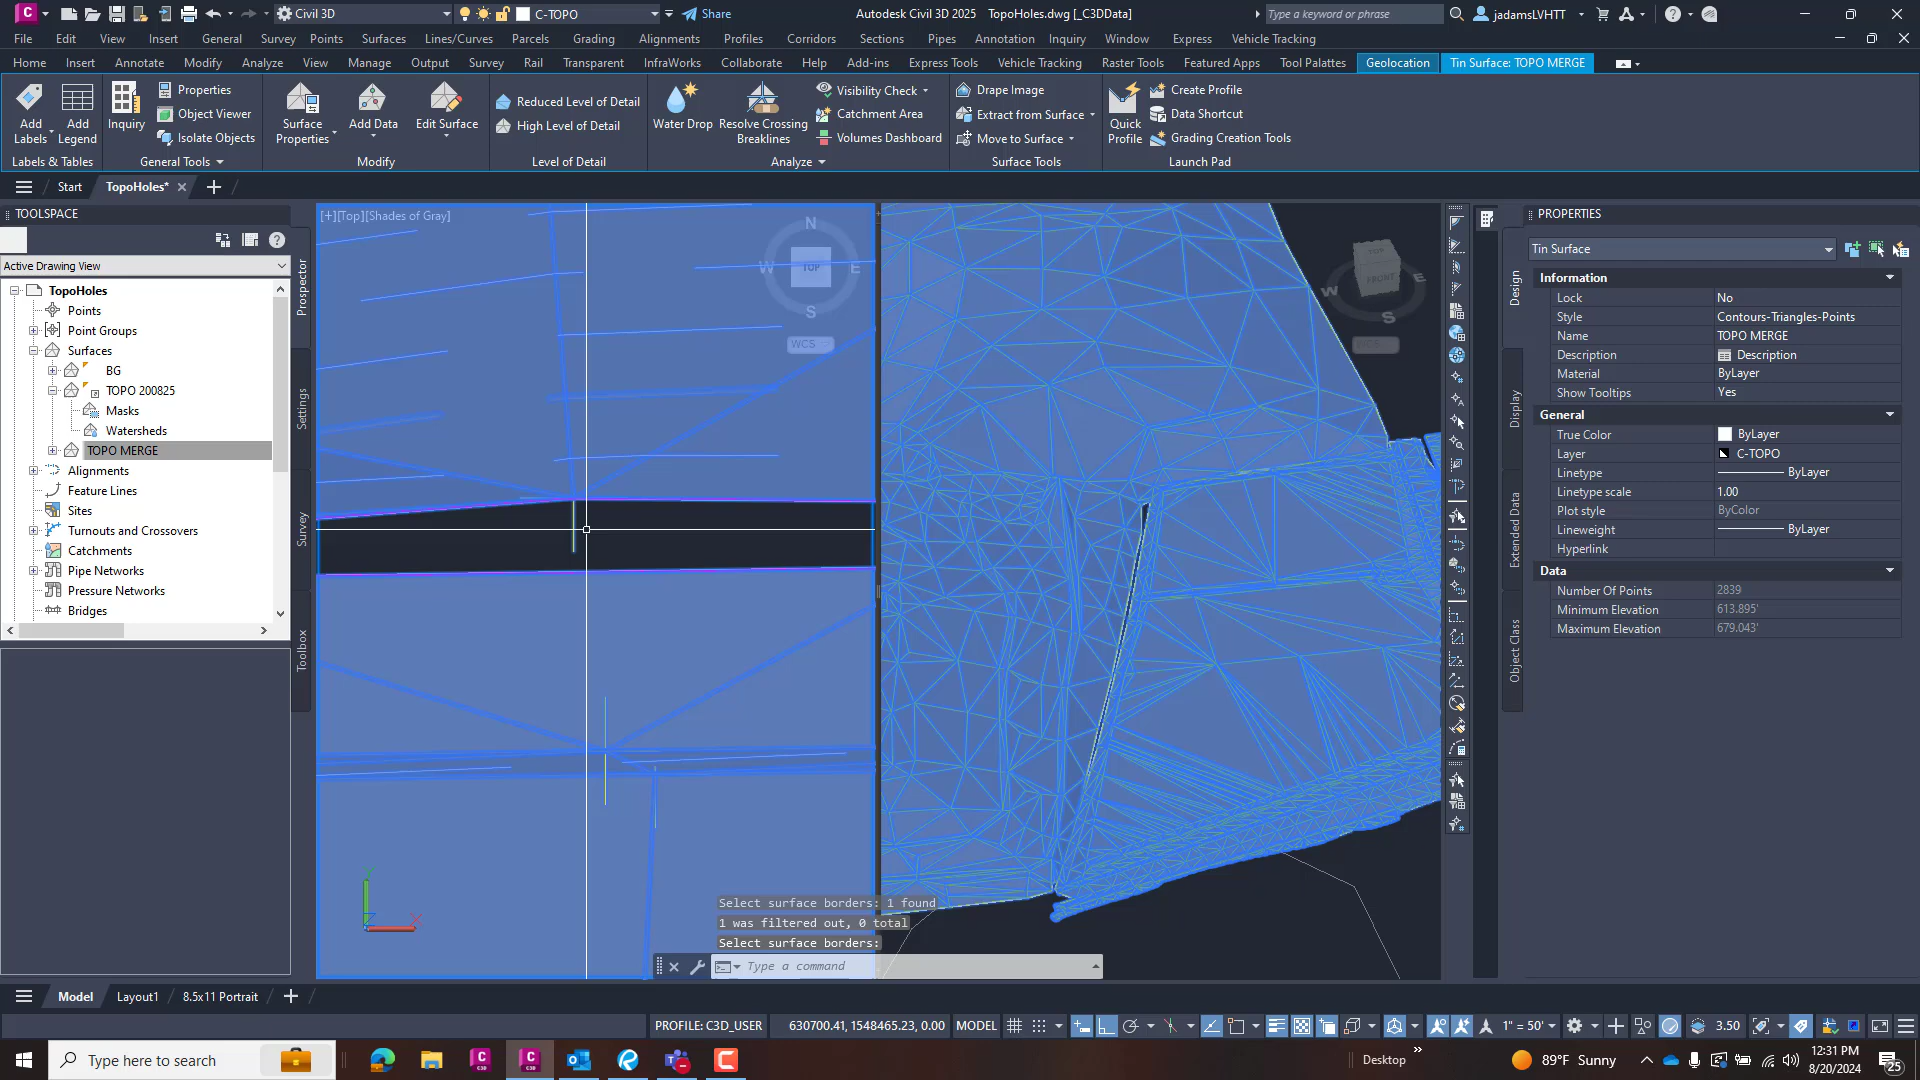 Civil 3D C-TOPO Share Autodesk Civil 3D 2025 TopoHoles.dwg [_C3DData] Type a keyword or phrase jadamsLVHTT
File Edit View Insert General Survey Points Surfaces Lines/Curves Parcels Grading Alignments Profiles Corridors Sections Pipes Annotation Inquiry Window Express Vehicle Tracking
Home Insert Annotate Modify Analyze View Manage Output Survey Rail Transparent InfraWorks Collaborate Help Add-ins Express Tools Vehicle Tracking Raster Tools Featured Apps Tool Palettes Geolocation Tin Surface: TOPO MERGE
Add Labels
Add Legend
Labels & Tables
Inquiry
Properties
Object Viewer
Isolate Objects
General Tools
Surface Properties
Add Data
Edit Surface
Modify
Reduced Level of Detail
High Level of Detail
Level of Detail
Water Drop
Resolve Crossing Breaklines
Visibility Check
Catchment Area
Volumes Dashboard
Analyze
Drape Image
Extract from Surface
Move to Surface
Surface Tools
Quick Profile
Create Profile
Data Shortcut
Grading Creation Tools
Launch Pad
Start TopoHoles*
TOOLSPACE
Active Drawing View
TopoHoles
Points
Point Groups
Surfaces
BG
TOPO 200825
Masks
Watersheds
TOPO MERGE
Alignments
Feature Lines
Sites
Turnouts and Crossovers
Catchments
Pipe Networks
Pressure Networks
Bridges
Prospector
Settings
Survey
Toolbox
[+][Top][Shades of Gray]
N
W TOP E
S
WCS
TOP
FRONT
W E
S
WCS
Select surface borders: 1 found
1 was filtered out, 0 total
Select surface borders:
Type a command
PROPERTIES
Tin Surface
Information
Lock No
Style Contours-Triangles-Points
Name TOPO MERGE
Description Description
Material ByLayer
Show Tooltips Yes
General
True Color ByLayer
Layer C-TOPO
Linetype ByLayer
Linetype scale 1.00
Plot style ByColor
Lineweight ByLayer
Hyperlink
Data
Number Of Points 2839
Minimum Elevation 613.895'
Maximum Elevation 679.043'
Design
Display
Extended Data
Object Class
Model Layout1 8.5x11 Portrait
PROFILE: C3D_USER 630700.41, 1548465.23, 0.00 MODEL 1" = 50' 3.50
Type here to search Desktop 89°F Sunny 12:31 PM
8/20/2024 25